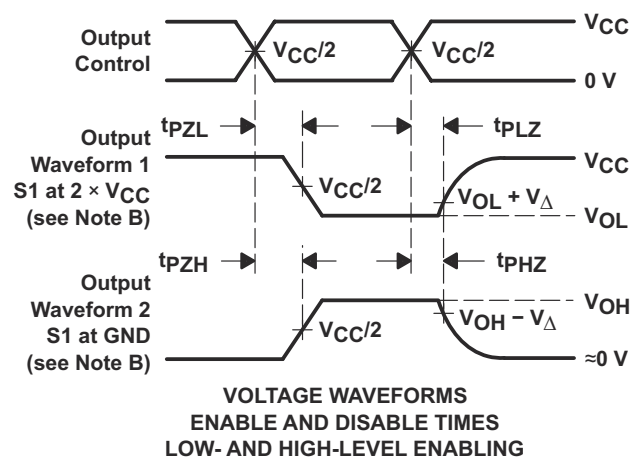 Output
Control
VCC/2
VCC/2
VCC
0 V
tPZL
tPLZ
Output
Waveform 1
S1 at 2 × VCC
(see Note B)
VCC/2
VCC
VOL + VΔ
VOL
tPZH
tPHZ
Output
Waveform 2
S1 at GND
(see Note B)
VCC/2
VOH
VOH − VΔ
≈0 V
VOLTAGE WAVEFORMS
ENABLE AND DISABLE TIMES
LOW- AND HIGH-LEVEL ENABLING